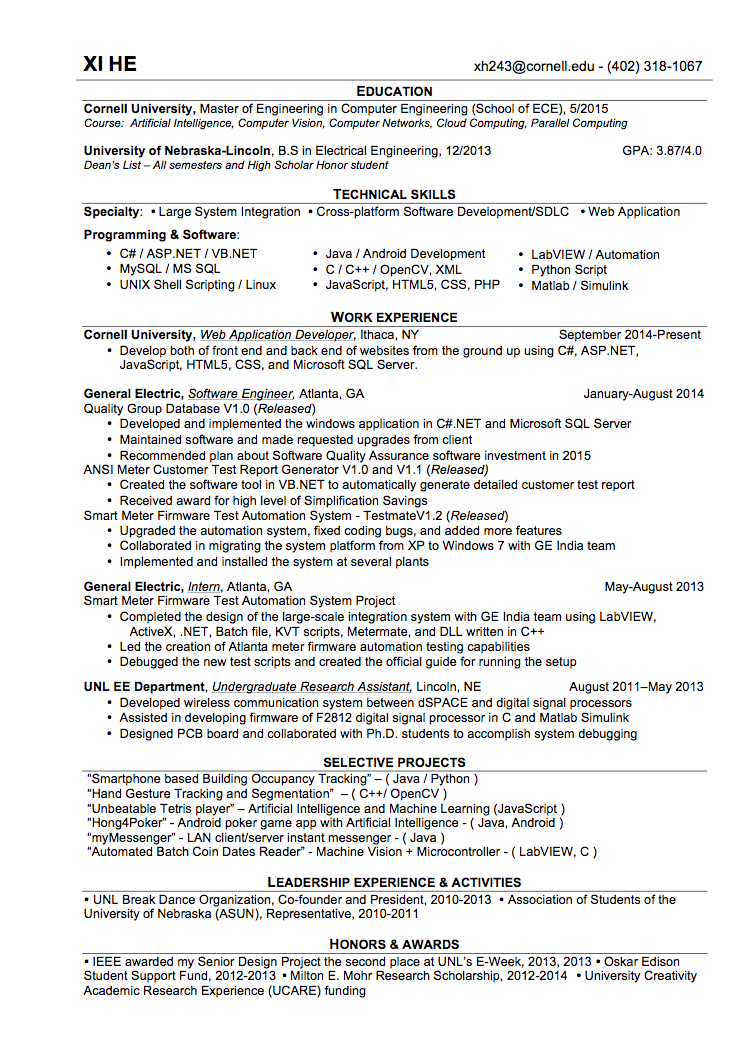 XI HE xh243@cornell.edu - (402) 318-1067
EDUCATION
Cornell University, Master of Engineering in Computer Engineering (School of ECE), 5/2015
Course: Artificial Intelligence, Computer Vision, Computer Networks, Cloud Computing, Parallel Computing
University of Nebraska-Lincoln, B.S in Electrical Engineering, 12/2013 GPA: 3.87/4.0
Dean's List – All semesters and High Scholar Honor student
TECHNICAL SKILLS
Specialty: • Large System Integration • Cross-platform Software Development/SDLC • Web Application
Programming & Software:
• C# / ASP.NET / VB.NET • Java / Android Development • LabVIEW / Automation
• MySQL / MS SQL • C / C++ / OpenCV, XML • Python Script
• UNIX Shell Scripting / Linux • JavaScript, HTML5, CSS, PHP • Matlab / Simulink
WORK EXPERIENCE
Cornell University, Web Application Developer, Ithaca, NY September 2014-Present
• Develop both of front end and back end of websites from the ground up using C#, ASP.NET,
JavaScript, HTML5, CSS, and Microsoft SQL Server.
General Electric, Software Engineer, Atlanta, GA January-August 2014
Quality Group Database V1.0 (Released)
• Developed and implemented the windows application in C#.NET and Microsoft SQL Server
• Maintained software and made requested upgrades from client
• Recommended plan about Software Quality Assurance software investment in 2015
ANSI Meter Customer Test Report Generator V1.0 and V1.1 (Released)
• Created the software tool in VB.NET to automatically generate detailed customer test report
• Received award for high level of Simplification Savings
Smart Meter Firmware Test Automation System - TestmateV1.2 (Released)
• Upgraded the automation system, fixed coding bugs, and added more features
• Collaborated in migrating the system platform from XP to Windows 7 with GE India team
• Implemented and installed the system at several plants
General Electric, Intern, Atlanta, GA May-August 2013
Smart Meter Firmware Test Automation System Project
• Completed the design of the large-scale integration system with GE India team using LabVIEW,
ActiveX, .NET, Batch file, KVT scripts, Metermate, and DLL written in C++
• Led the creation of Atlanta meter firmware automation testing capabilities
• Debugged the new test scripts and created the official guide for running the setup
UNL EE Department, Undergraduate Research Assistant, Lincoln, NE August 2011–May 2013
• Developed wireless communication system between dSPACE and digital signal processors
• Assisted in developing firmware of F2812 digital signal processor in C and Matlab Simulink
• Designed PCB board and collaborated with Ph.D. students to accomplish system debugging
SELECTIVE PROJECTS
"Smartphone based Building Occupancy Tracking" – ( Java / Python )
"Hand Gesture Tracking and Segmentation" – ( C++/ OpenCV )
"Unbeatable Tetris player" – Artificial Intelligence and Machine Learning (JavaScript )
"Hong4Poker" - Android poker game app with Artificial Intelligence - ( Java, Android )
"myMessenger" - LAN client/server instant messenger - ( Java )
"Automated Batch Coin Dates Reader" - Machine Vision + Microcontroller - ( LabVIEW, C )
LEADERSHIP EXPERIENCE & ACTIVITIES
• UNL Break Dance Organization, Co-founder and President, 2010-2013 • Association of Students of the
University of Nebraska (ASUN), Representative, 2010-2011
HONORS & AWARDS
• IEEE awarded my Senior Design Project the second place at UNL's E-Week, 2013, 2013 • Oskar Edison
Student Support Fund, 2012-2013 • Milton E. Mohr Research Scholarship, 2012-2014 • University Creativity
Academic Research Experience (UCARE) funding